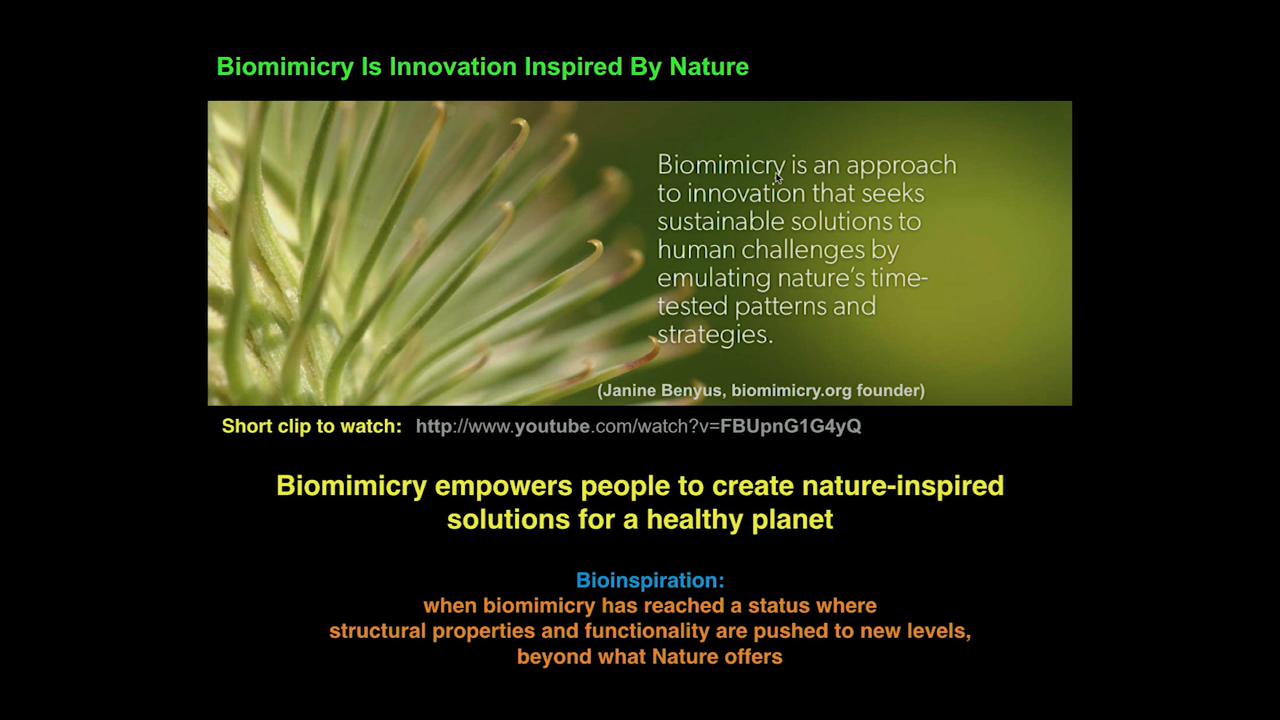 Biomimicry Is Innovation Inspired By Nature
Biomimicry is an approach
to innovation that seeks
sustainable solutions to
human challenges by
emulating nature's time-
tested patterns and
strategies.
(Janine Benyus, biomimicry.org founder)
Short clip to watch: http://www.youtube.com/watch?v=FBUpnG1G4yQ
Biomimicry empowers people to create nature-inspired
solutions for a healthy planet
Bioinspiration:
when biomimicry has reached a status where
structural properties and functionality are pushed to new levels,
beyond what Nature offers